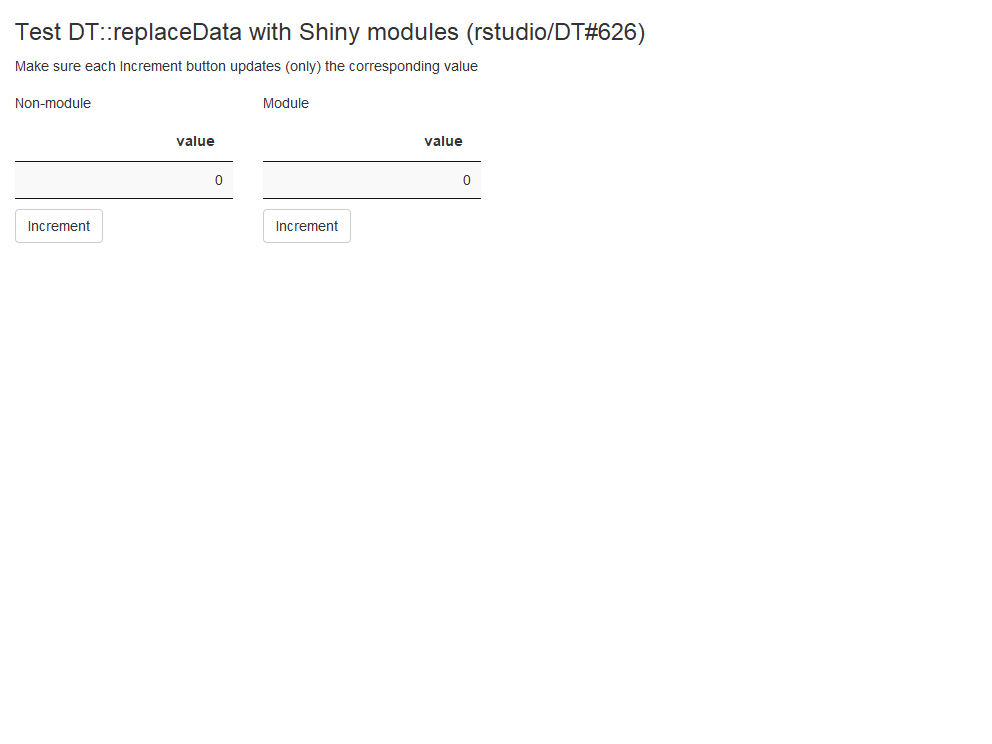 Test DT::replaceData with Shiny modules (rstudio/DT#626)
Make sure each Increment button updates (only) the corresponding value
Non-module
value
0
Increment
Module
value
0
Increment